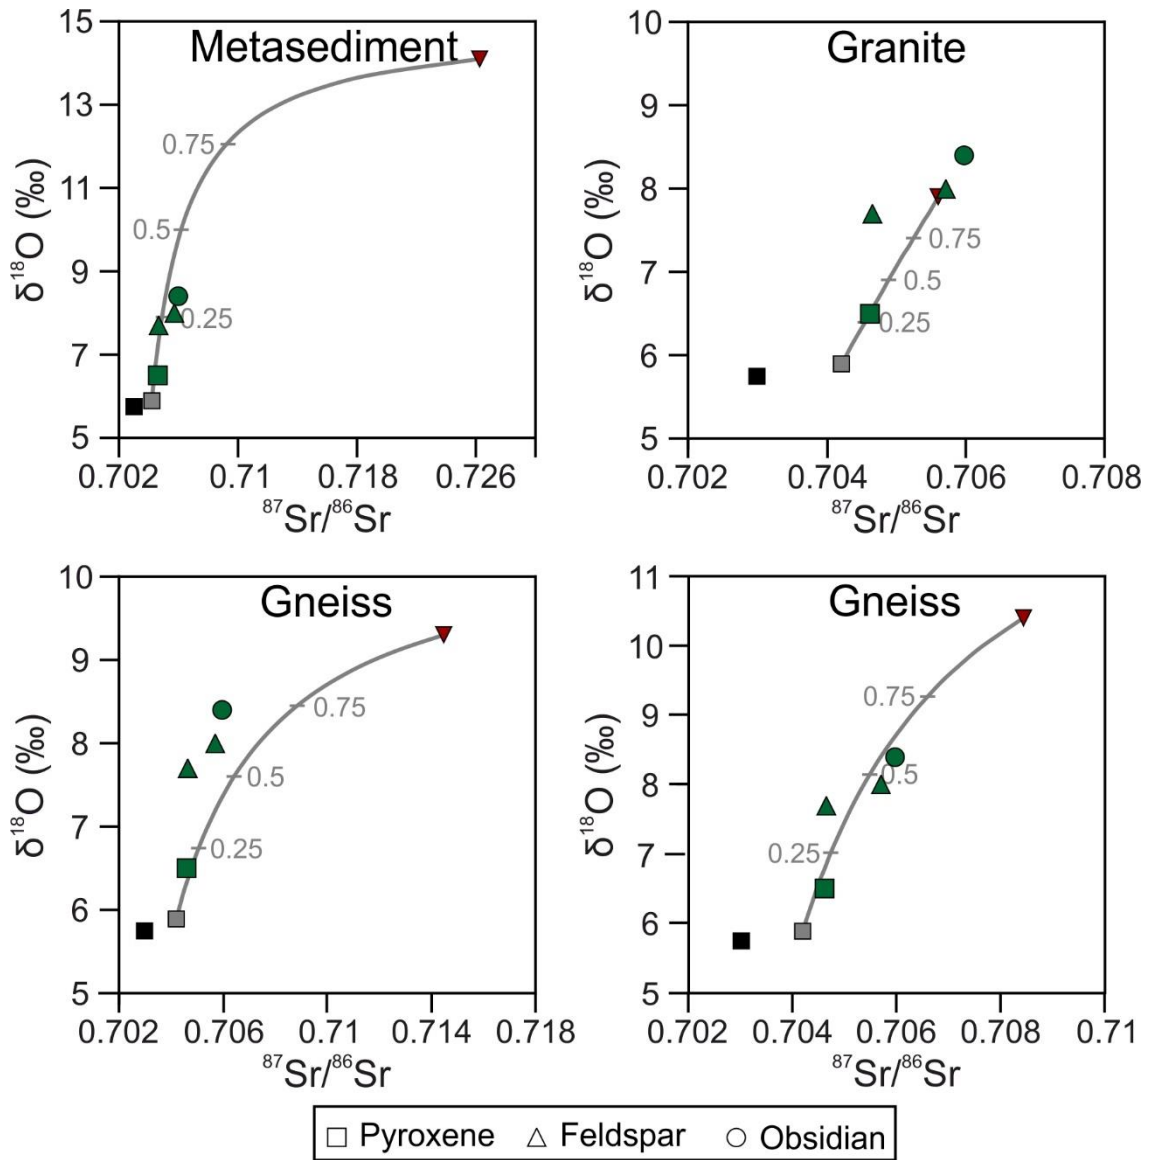 Metasediment
15
13
11
9
7
5
δ¹⁸O (‰)
0.75
0.5
0.25
0.702 0.71 0.718 0.726
⁸⁷Sr/⁸⁶Sr
Granite
10
9
8
7
6
5
δ¹⁸O (‰)
0.75
0.5
0.25
0.702 0.704 0.706 0.708
⁸⁷Sr/⁸⁶Sr
Gneiss
10
9
8
7
6
5
δ¹⁸O (‰)
0.75
0.5
0.25
0.702 0.706 0.71 0.714 0.718
⁸⁷Sr/⁸⁶Sr
Gneiss
11
10
9
8
7
6
5
δ¹⁸O (‰)
0.75
0.5
0.25
0.702 0.704 0.706 0.708 0.71
⁸⁷Sr/⁸⁶Sr
Pyroxene Feldspar Obsidian